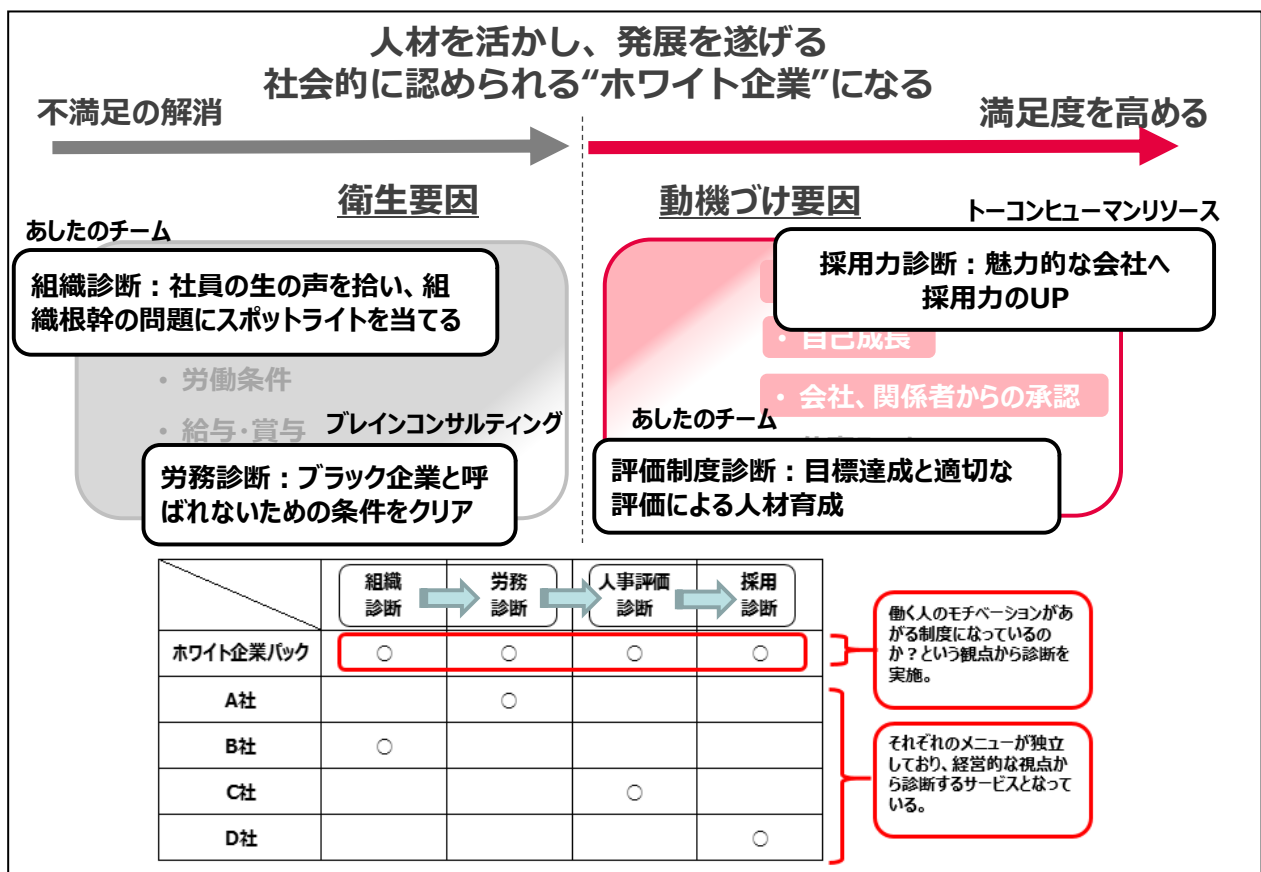 人材を活かし、発展を遂げる
社会的に認められる“ホワイト企業”になる
不満足の解消
満足度を高める
衛生要因
動機づけ要因
あしたのチーム
組織診断：社員の生の声を拾い、組
織根幹の問題にスポットライトを当てる
・労働条件
・給与・賞与
ブレインコンサルティング
労務診断：ブラック企業と呼
ばれないための条件をクリア
トーコンヒューマンリソース
採用力診断：魅力的な会社へ
採用力のUP
・自己成長
・会社、関係者からの承認
あしたのチーム
評価制度診断：目標達成と適切な
評価による人材育成
組織
診断
労務
診断
人事評価
診断
採用
診断
ホワイト企業パック ○ ○ ○ ○
A社 ○
B社 ○
C社 ○
D社 ○
働く人のモチベーションがあ
がる制度になっているの
か？という観点から診断を
実施。
それぞれのメニューが独立
しており、経営的な視点か
ら診断するサービスとなって
いる。